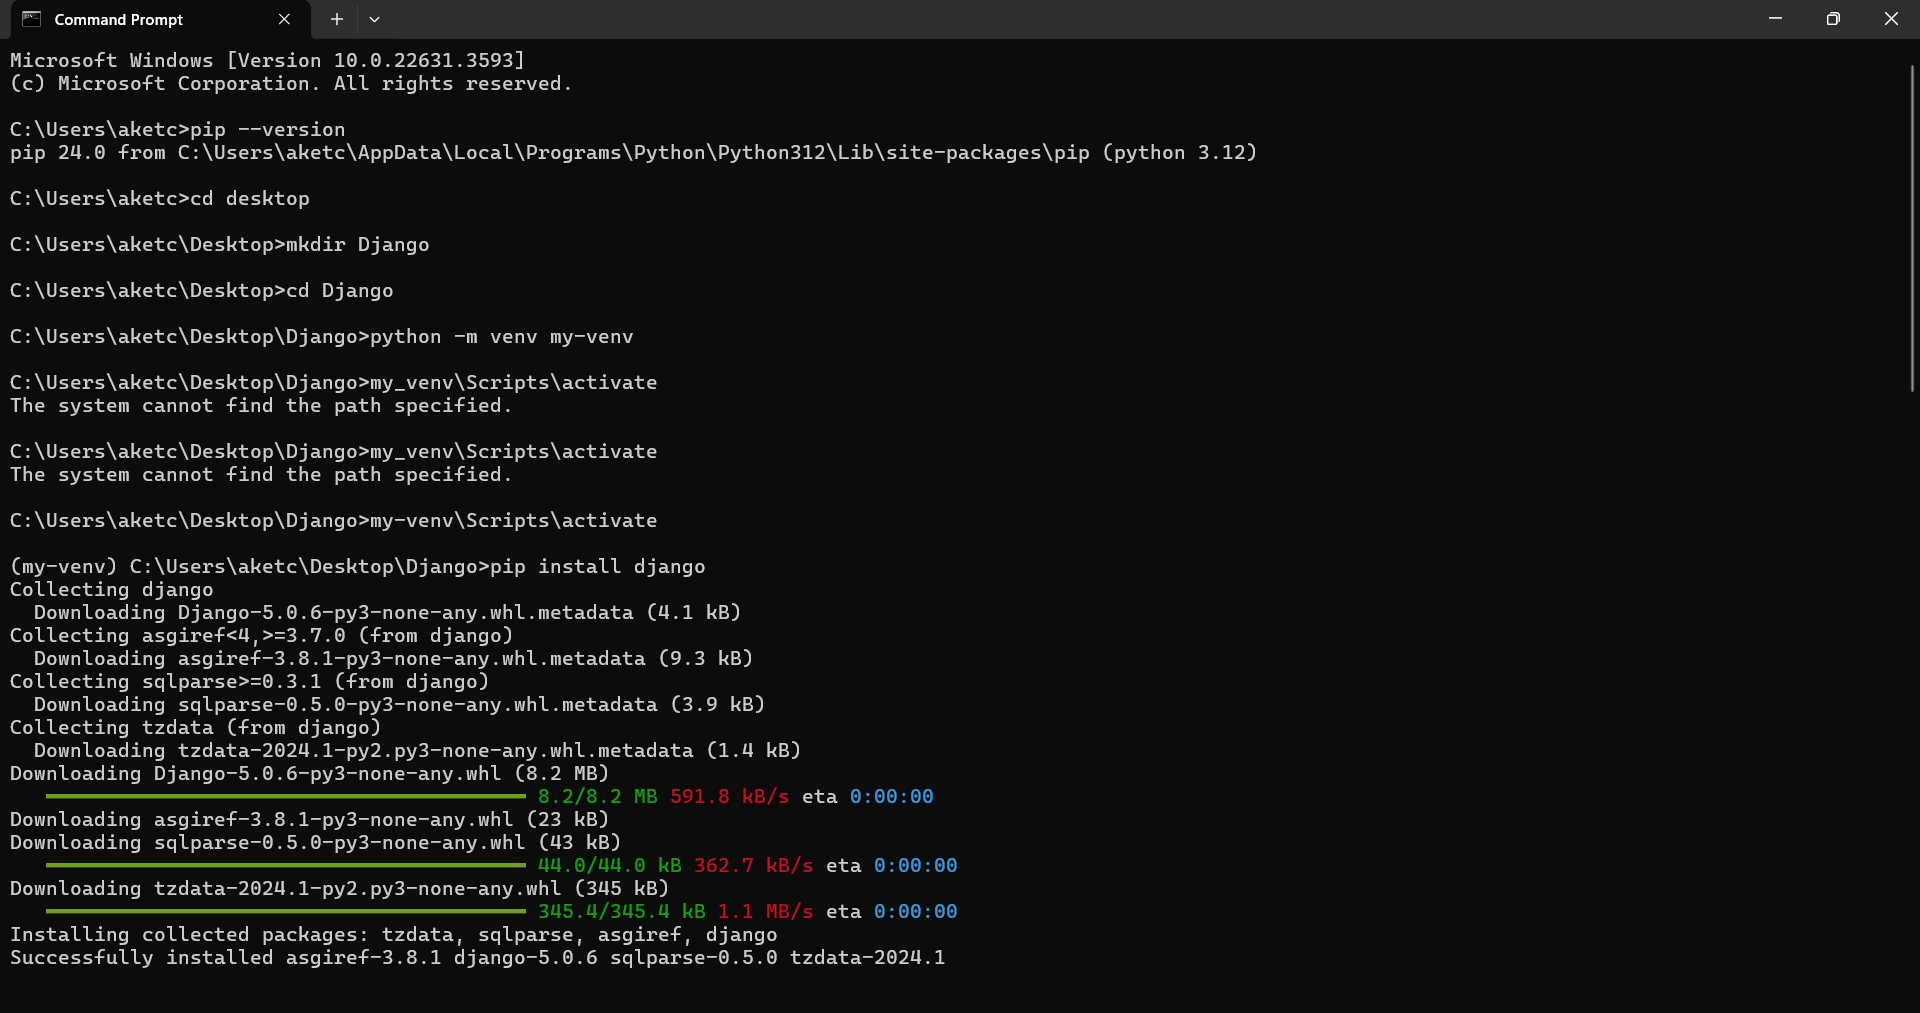 Command Prompt
Microsoft Windows [Version 10.0.22631.3593]
(c) Microsoft Corporation. All rights reserved.
C:\Users\aketc>pip --version
pip 24.0 from C:\Users\aketc\AppData\Local\Programs\Python\Python312\Lib\site-packages\pip (python 3.12)
C:\Users\aketc>cd desktop
C:\Users\aketc\Desktop>mkdir Django
C:\Users\aketc\Desktop>cd Django
C:\Users\aketc\Desktop\Django>python -m venv my-venv
C:\Users\aketc\Desktop\Django>my_venv\Scripts\activate
The system cannot find the path specified.
C:\Users\aketc\Desktop\Django>my_venv\Scripts\activate
The system cannot find the path specified.
C:\Users\aketc\Desktop\Django>my-venv\Scripts\activate
(my-venv) C:\Users\aketc\Desktop\Django>pip install django
Collecting django
  Downloading Django-5.0.6-py3-none-any.whl.metadata (4.1 kB)
Collecting asgiref<4,>=3.7.0 (from django)
  Downloading asgiref-3.8.1-py3-none-any.whl.metadata (9.3 kB)
Collecting sqlparse>=0.3.1 (from django)
  Downloading sqlparse-0.5.0-py3-none-any.whl.metadata (3.9 kB)
Collecting tzdata (from django)
  Downloading tzdata-2024.1-py2.py3-none-any.whl.metadata (1.4 kB)
Downloading Django-5.0.6-py3-none-any.whl (8.2 MB)
8.2/8.2 MB 591.8 kB/s eta 0:00:00
Downloading asgiref-3.8.1-py3-none-any.whl (23 kB)
Downloading sqlparse-0.5.0-py3-none-any.whl (43 kB)
44.0/44.0 kB 362.7 kB/s eta 0:00:00
Downloading tzdata-2024.1-py2.py3-none-any.whl (345 kB)
345.4/345.4 kB 1.1 MB/s eta 0:00:00
Installing collected packages: tzdata, sqlparse, asgiref, django
Successfully installed asgiref-3.8.1 django-5.0.6 sqlparse-0.5.0 tzdata-2024.1